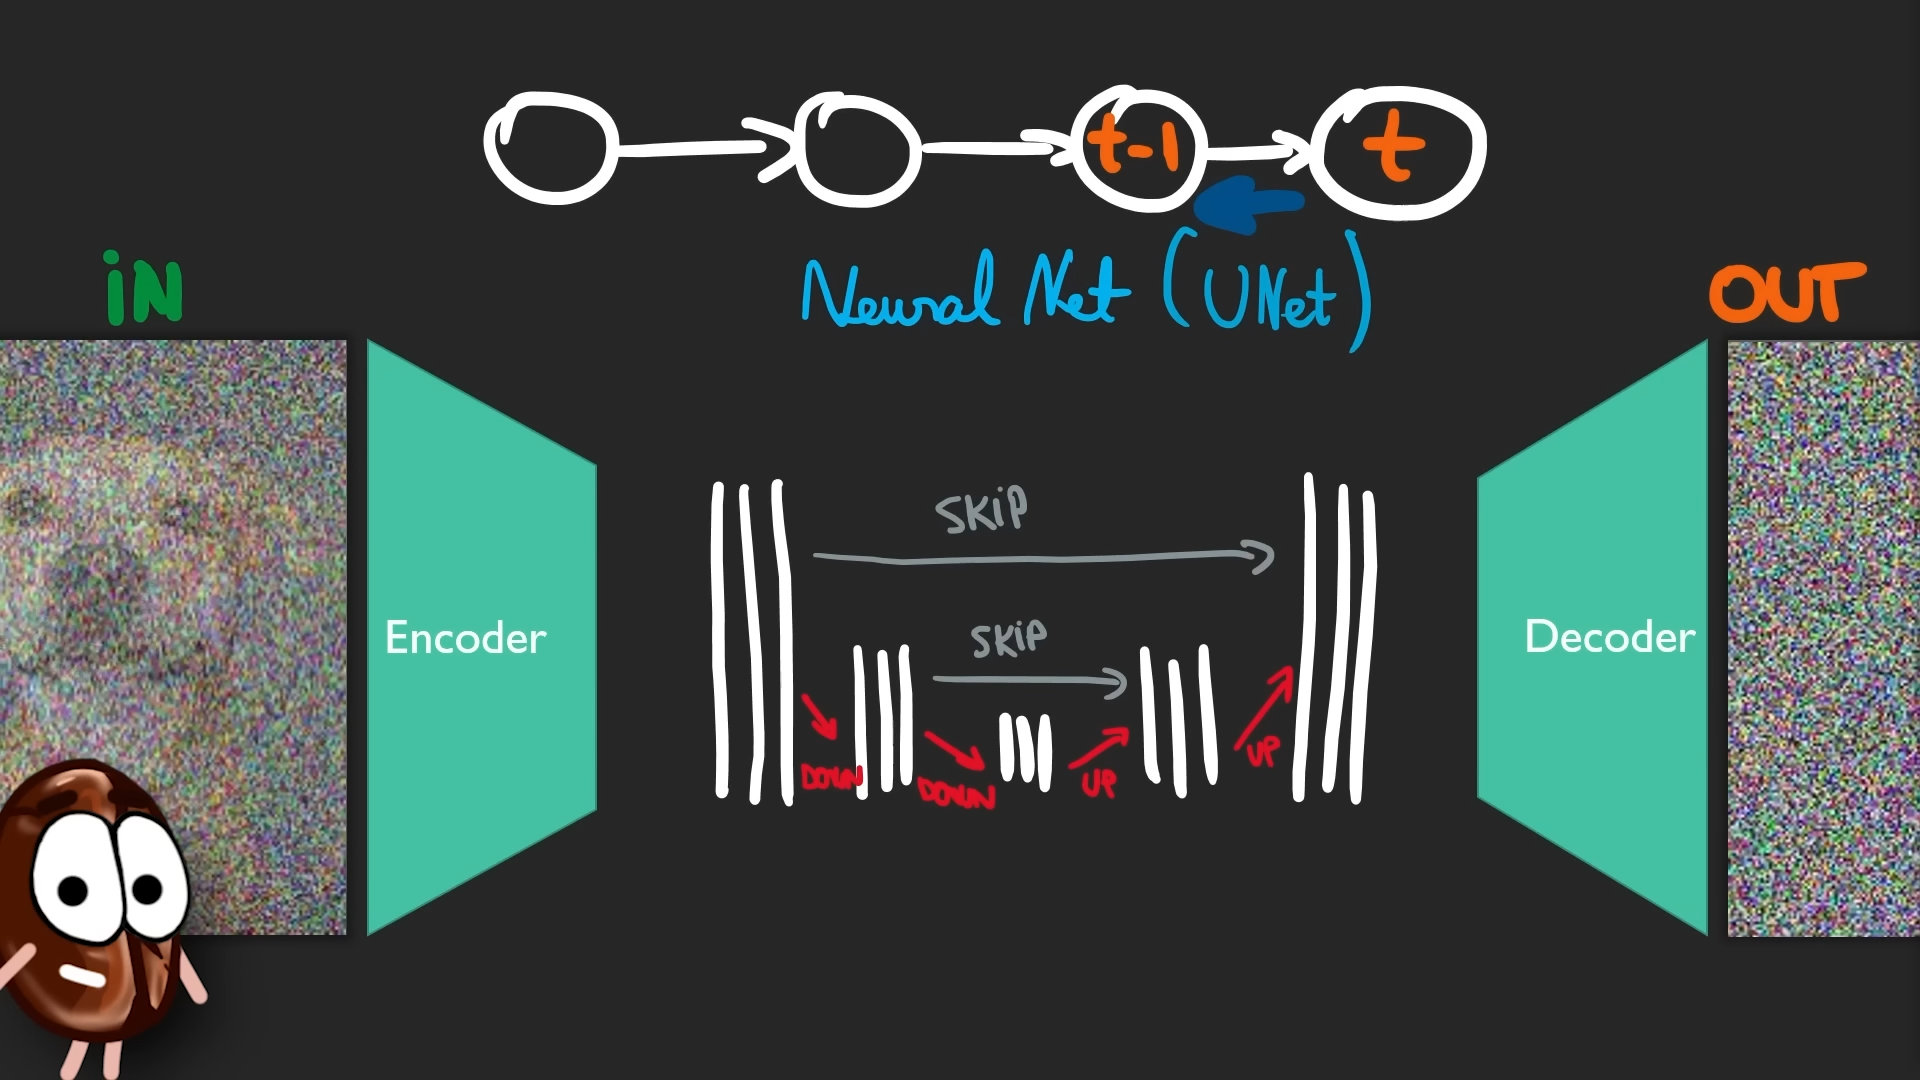 t-1
t
iN
Neural Net (UNet)
OUT
SKiP
SKiP
Encoder
Decoder
DOWN
DOWN
UP
UP